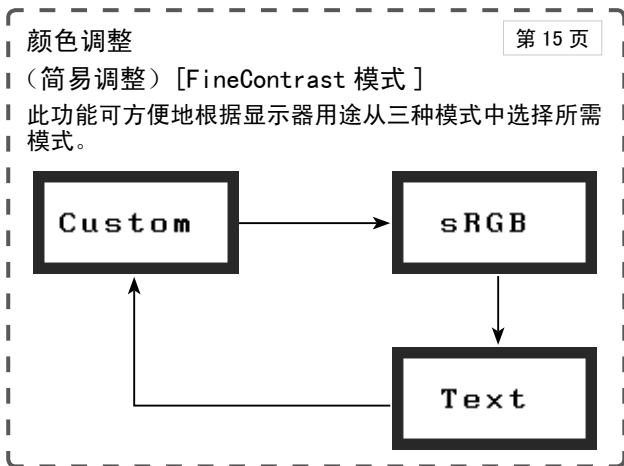 颜色调整
第 15 页
（简易调整）[FineContrast 模式 ]
此功能可方便地根据显示器用途从三种模式中选择所需
模式。
Custom
sRGB
Text